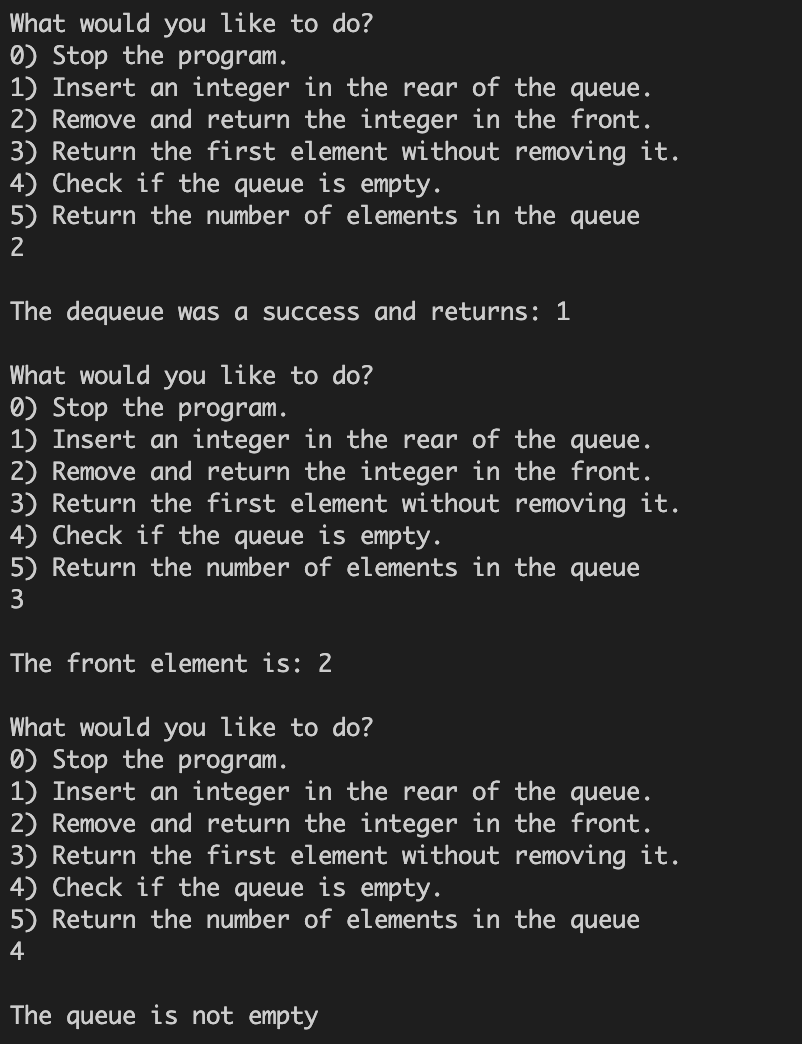 What would you like to do?
0) Stop the program.
1) Insert an integer in the rear of the queue.
2) Remove and return the integer in the front.
3) Return the first element without removing it.
4) Check if the queue is empty.
5) Return the number of elements in the queue
2
The dequeue was a success and returns: 1
What would you like to do?
0) Stop the program.
1) Insert an integer in the rear of the queue.
2) Remove and return the integer in the front.
3) Return the first element without removing it.
4) Check if the queue is empty.
5) Return the number of elements in the queue
3
The front element is: 2
What would you like to do?
0) Stop the program.
1) Insert an integer in the rear of the queue.
2) Remove and return the integer in the front.
3) Return the first element without removing it.
4) Check if the queue is empty.
5) Return the number of elements in the queue
4
The queue is not empty